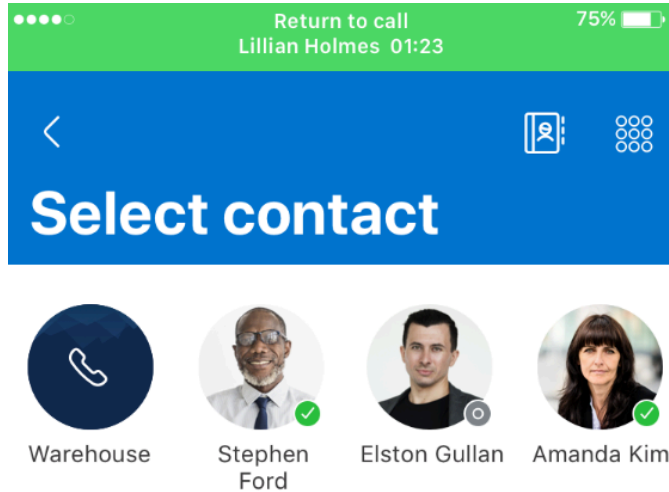 Return to call
75%
Lillian Holmes 01:23
Select contact
Warehouse
Stephen
Ford
Elston Gullan
Amanda Kim